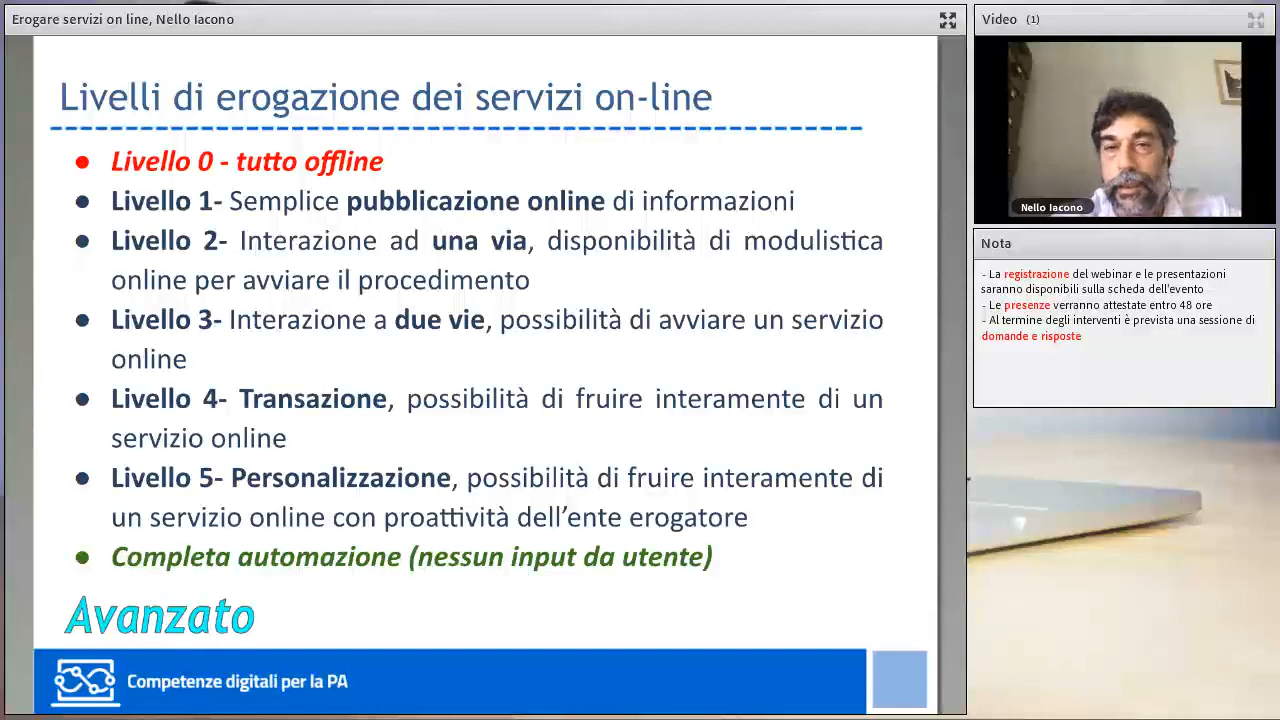 Erogare servizi on line, Nello Iacono
Livelli di erogazione dei servizi on-line
• Livello 0 - tutto offline
• Livello 1- Semplice pubblicazione online di informazioni
• Livello 2- Interazione ad una via, disponibilità di modulistica
online per avviare il procedimento
• Livello 3- Interazione a due vie, possibilità di avviare un servizio
online
• Livello 4- Transazione, possibilità di fruire interamente di un
servizio online
• Livello 5- Personalizzazione, possibilità di fruire interamente di
un servizio online con proattività dell’ente erogatore
• Completa automazione (nessun input da utente)
Avanzato
Competenze digitali per la PA
Video (1)
Nello Iacono
Nota
- La registrazione del webinar e le presentazioni
saranno disponibili sulla scheda dell'evento
- Le presenze verranno attestate entro 48 ore
- Al termine degli interventi è prevista una sessione di
domande e risposte